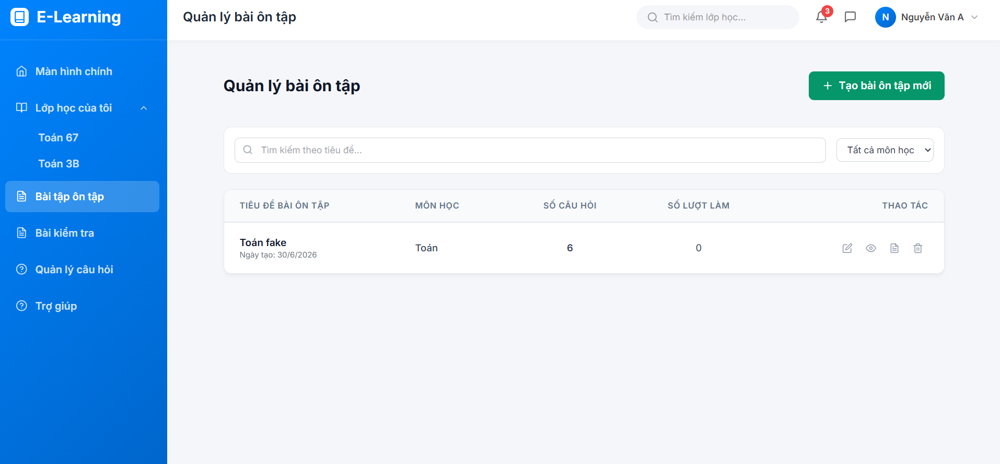 E-Learning
Quản lý bài ôn tập
Tìm kiếm lớp học...
3
N
Nguyễn Văn A
Màn hình chính
Lớp học của tôi
Toán 67
Toán 3B
Bài tập ôn tập
Bài kiểm tra
Quản lý câu hỏi
Trợ giúp
Quản lý bài ôn tập
+ Tạo bài ôn tập mới
Tìm kiếm theo tiêu đề...
Tất cả môn học
TIÊU ĐỀ BÀI ÔN TẬP
MÔN HỌC
SỐ CÂU HỎI
SỐ LƯỢT LÀM
THAO TÁC
Toán fake
Ngày tạo: 30/6/2026
Toán
6
0